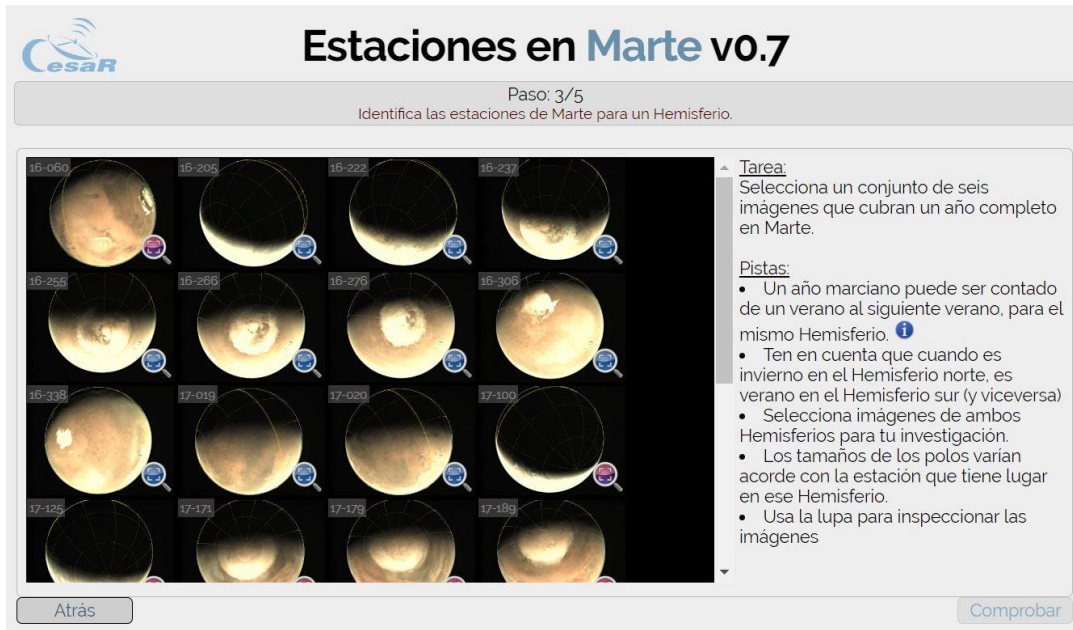 CesaR
Estaciones en Marte v0.7
Paso: 3/5
Identifica las estaciones de Marte para un Hemisferio.
16-060
16-205
16-222
16-237
16-255
16-266
16-276
16-306
16-338
17-019
17-020
17-100
17-125
17-171
17-179
17-189
Tarea:
Selecciona un conjunto de seis
imágenes que cubran un año completo
en Marte.
Pistas:
• Un año marciano puede ser contado
de un verano al siguiente verano, para el
mismo Hemisferio. i
• Ten en cuenta que cuando es
invierno en el Hemisferio norte, es
verano en el Hemisferio sur (y viceversa)
• Selecciona imágenes de ambos
Hemisferios para tu investigación.
• Los tamaños de los polos varían
acorde con la estación que tiene lugar
en ese Hemisferio.
• Usa la lupa para inspeccionar las
imágenes
Atrás
Comprobar